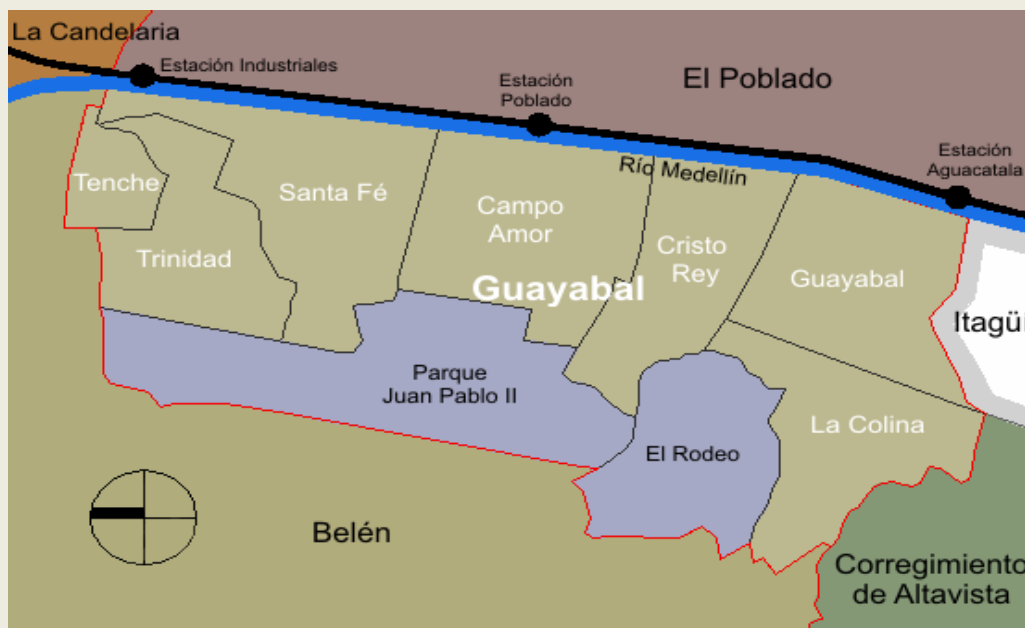 La Candelaria
Estación Industriales
Estación
Poblado
El Poblado
Estación
Aguacatala
Río Medellín
Tenche
Santa Fé
Campo
Amor
Cristo
Rey
Trinidad
Guayabal
Guayabal
Itagüí
Parque
Juan Pablo II
La Colina
El Rodeo
Belén
Corregimiento
de Altavista